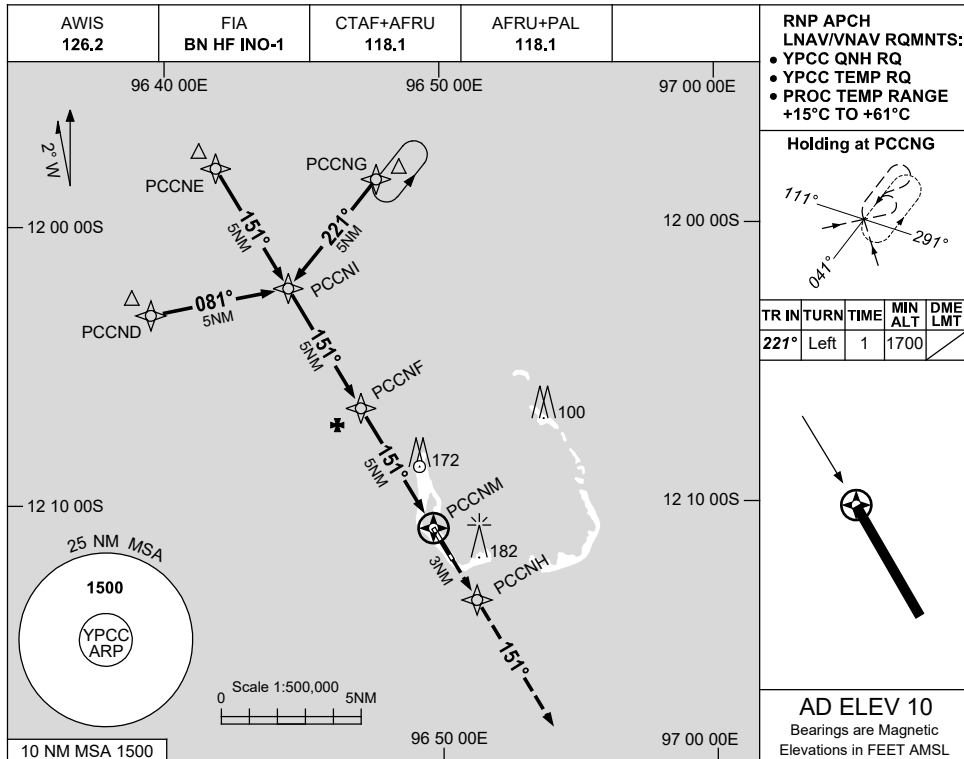 AWIS
126.2
FIA
BN HF INO-1
CTAF+AFRU
118.1
AFRU+PAL
118.1
RNP APCH
LNAV/VNAV RQMNTS:
• YPCC QNH RQ
• YPCC TEMP RQ
• PROC TEMP RANGE
+15°C TO +61°C
96 40 00E
96 50 00E
97 00 00E
2° W
PCCNE
PCCNG
151°
5NM
221°
5NM
12 00 00S
12 00 00S
PCCNI
081°
5NM
PCCND
151°
5NM
PCCNF
100
172
151°
5NM
PCCNM
12 10 00S
12 10 00S
182
3NM
PCCNH
151°
25 NM MSA
1500
YPCC
ARP
Scale 1:500,000
0
5NM
10 NM MSA 1500
96 50 00E
97 00 00E
Holding at PCCNG
111°
291°
041°
TR IN TURN TIME MIN ALT DME LMT
221° Left 1 1700
AD ELEV 10
Bearings are Magnetic
Elevations in FEET AMSL